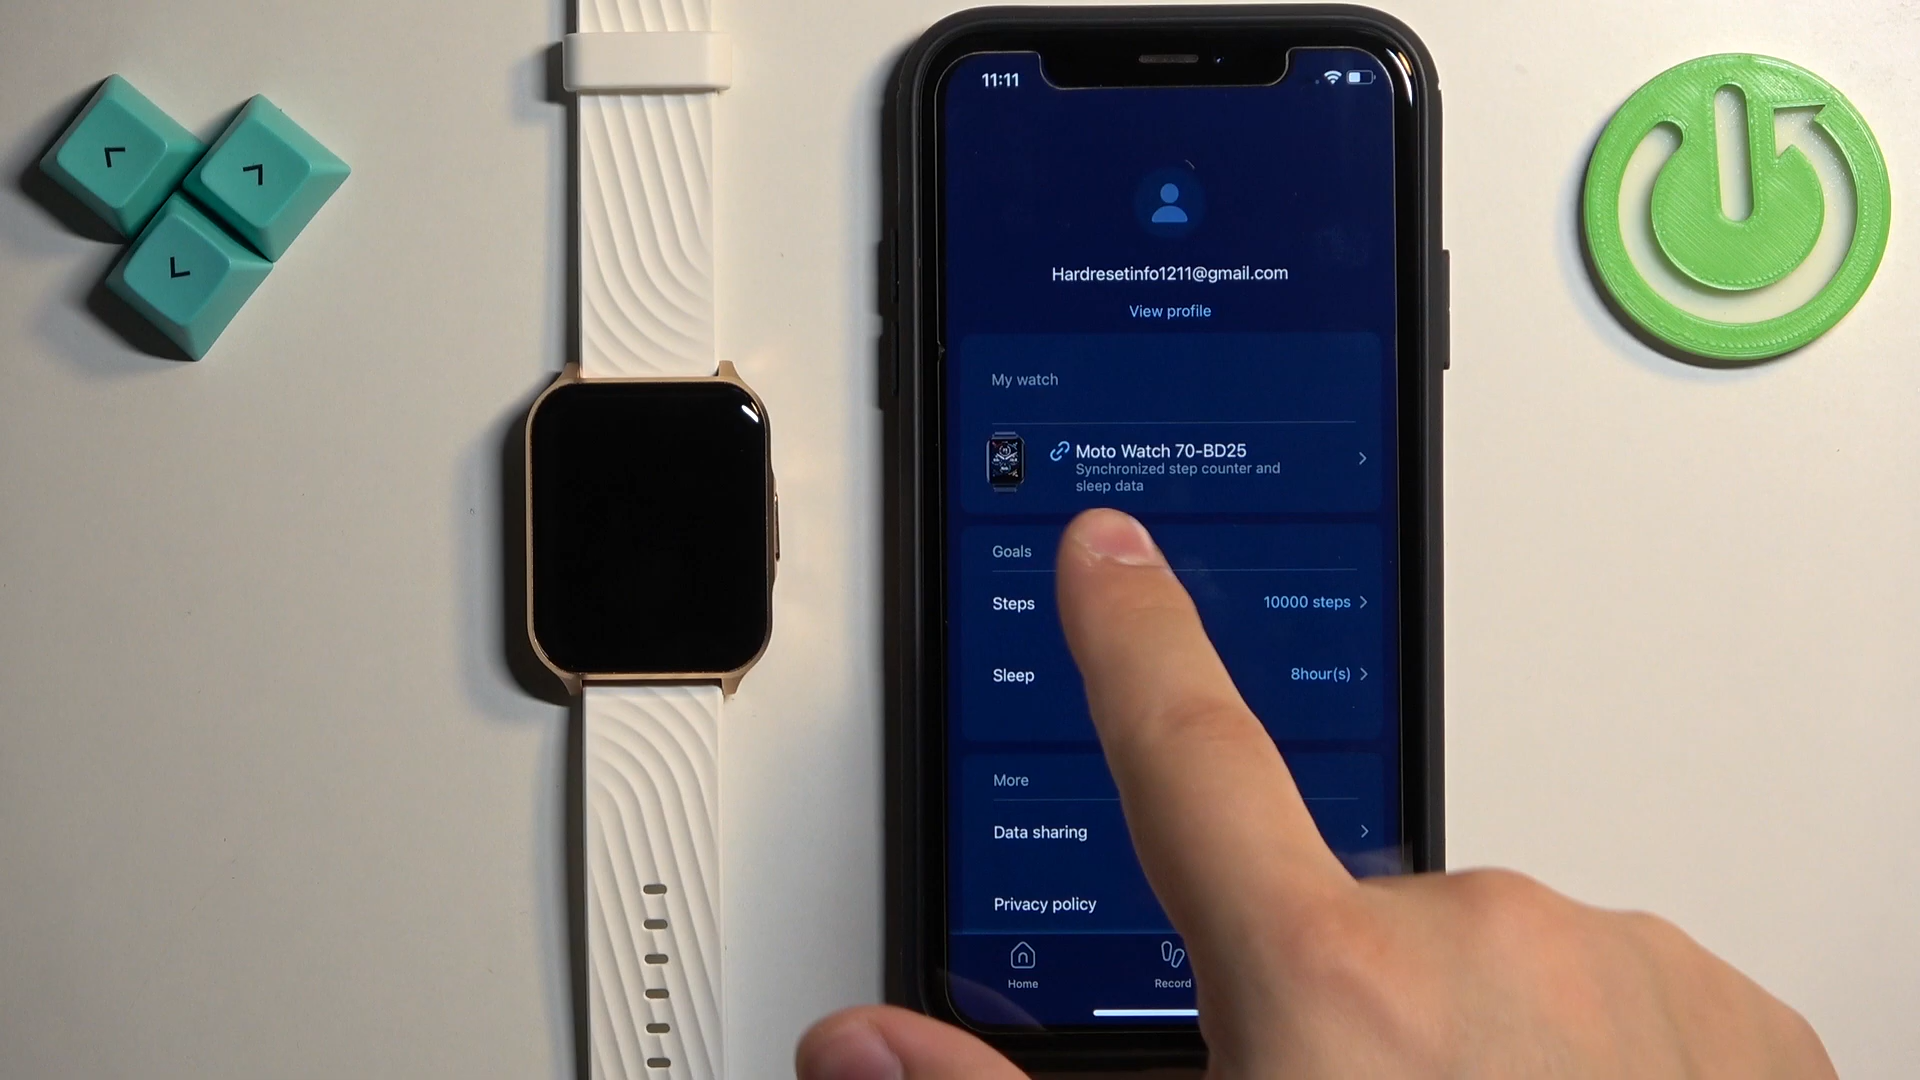 11:11
Hardresetinfo1211@gmail.com
View profile
My watch
Moto Watch 70-BD25
Synchronized step counter and
sleep data
Goals
Steps
10000 steps
Sleep
8hour(s)
More
Data sharing
Privacy policy
Home
Record